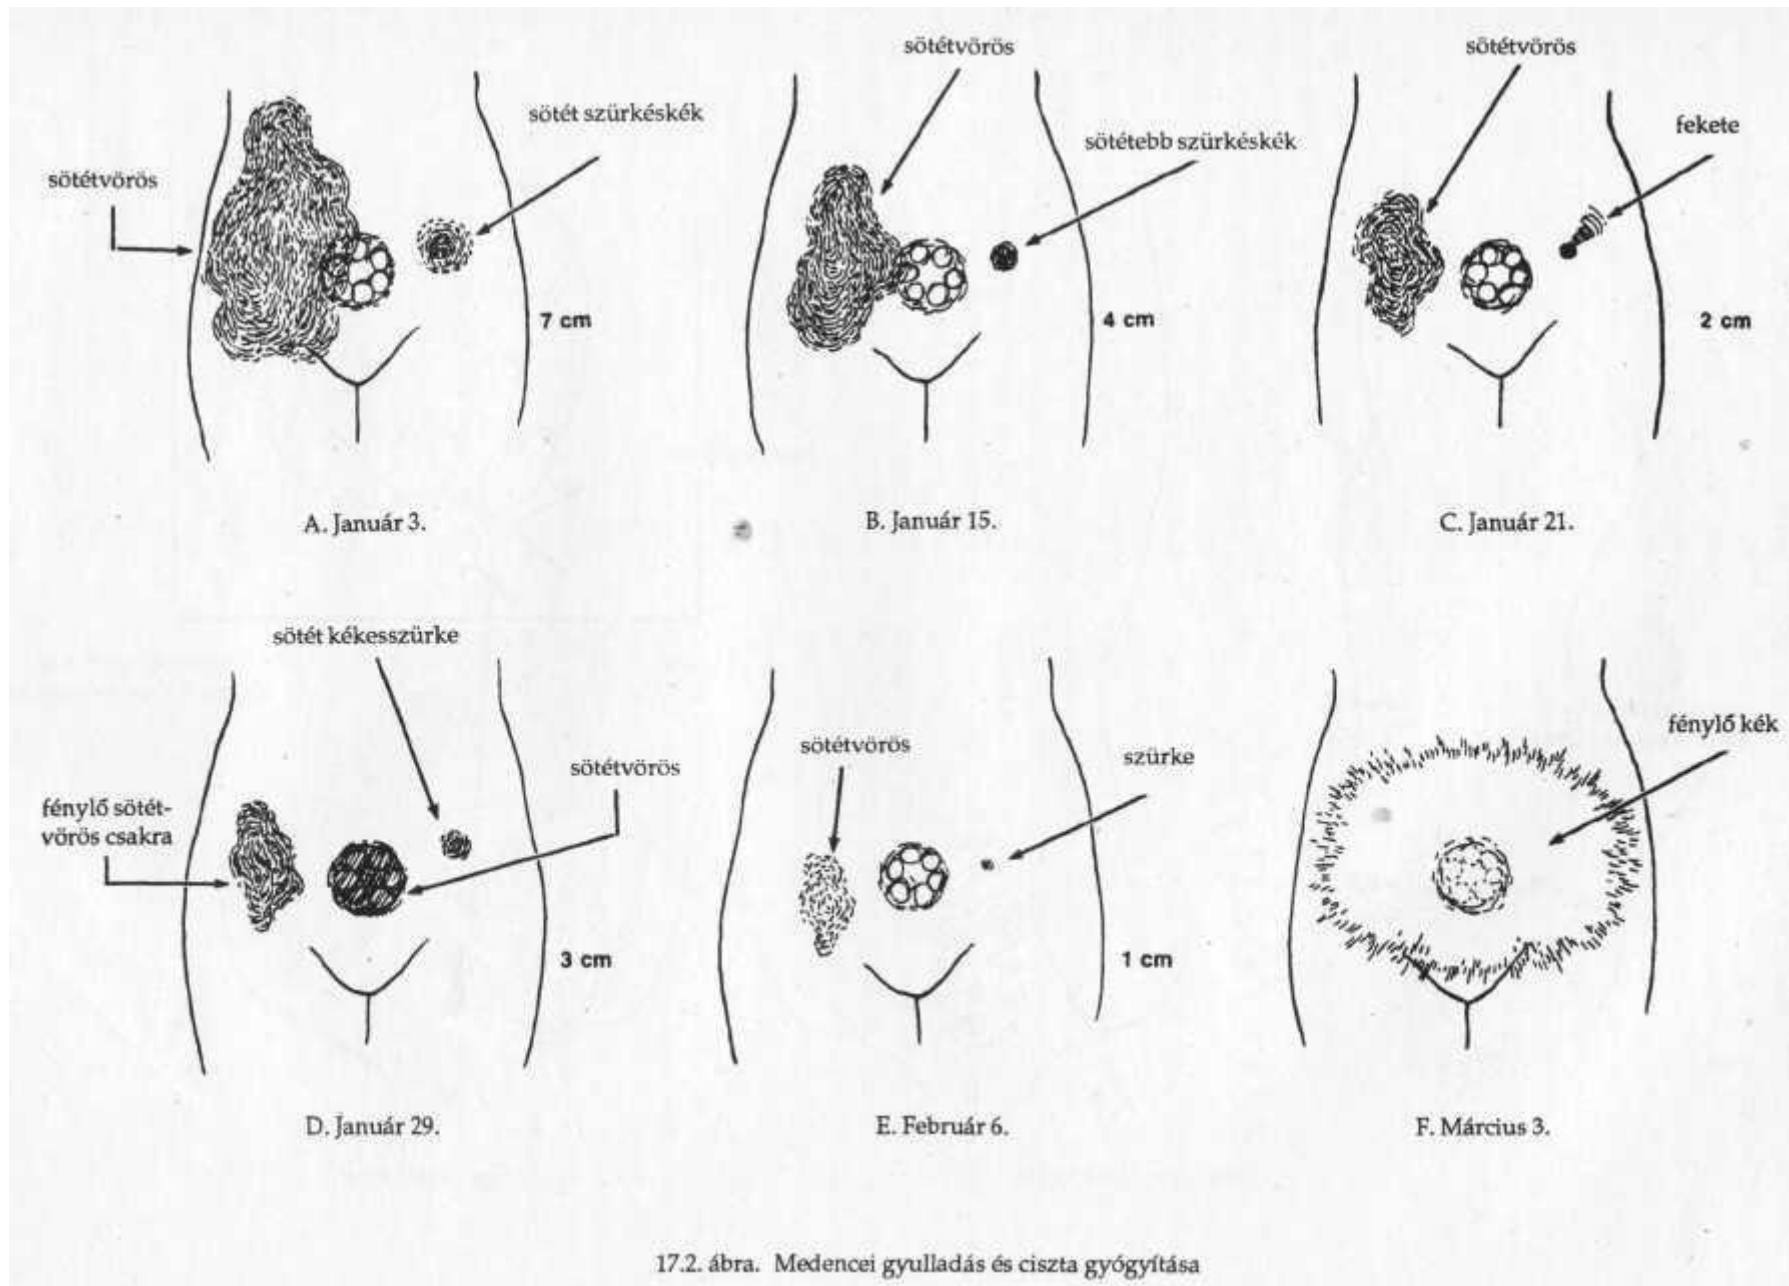 sötétvörös
sötét szürkéskék
7 cm
A. Január 3.
sötétvörös
sötétebb szürkéskék
4 cm
B. Január 15.
sötétvörös
fekete
2 cm
C. Január 21.
sötét kékesszürke
sötétvörös
fénylő sötét-
vörös csakra
3 cm
D. Január 29.
sötétvörös
szürke
1 cm
E. Február 6.
fénylő kék
F. Március 3.
17.2. ábra. Medencei gyulladás és ciszta gyógyítása